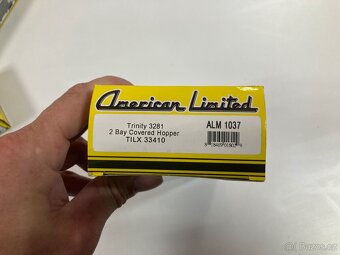 American Limited
Trinity 3281
2 Bay Covered Hopper
TILX 33410
ALM 1037